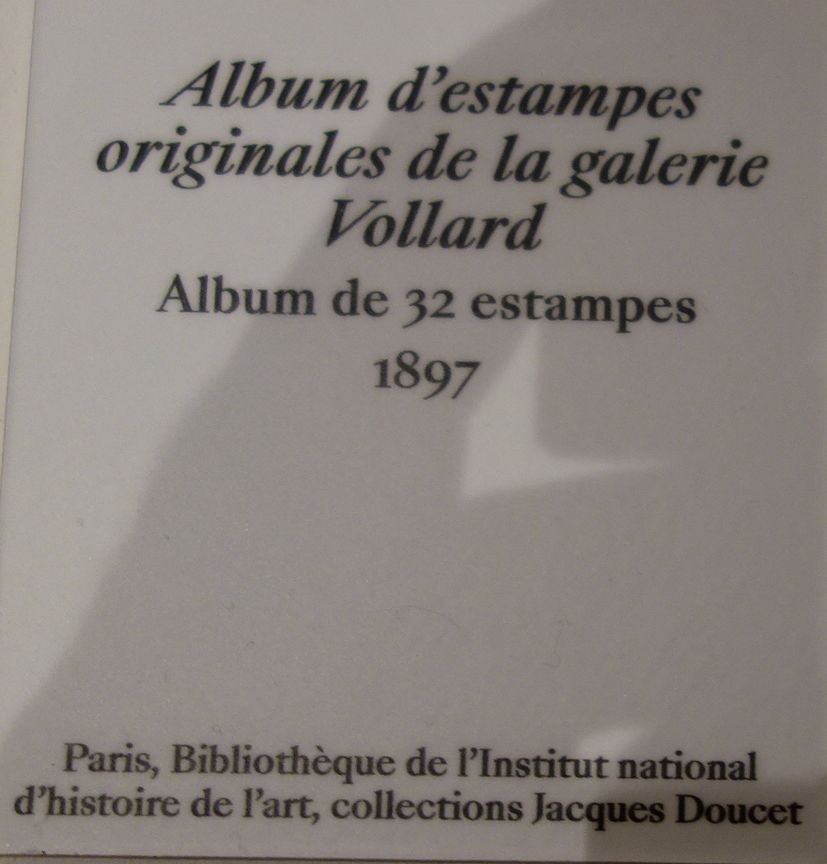 Album d'estampes
originales de la galerie
Vollard
Album de 32 estampes
1897
Paris, Bibliothèque de l'Institut national
d'histoire de l'art, collections Jacques Doucet